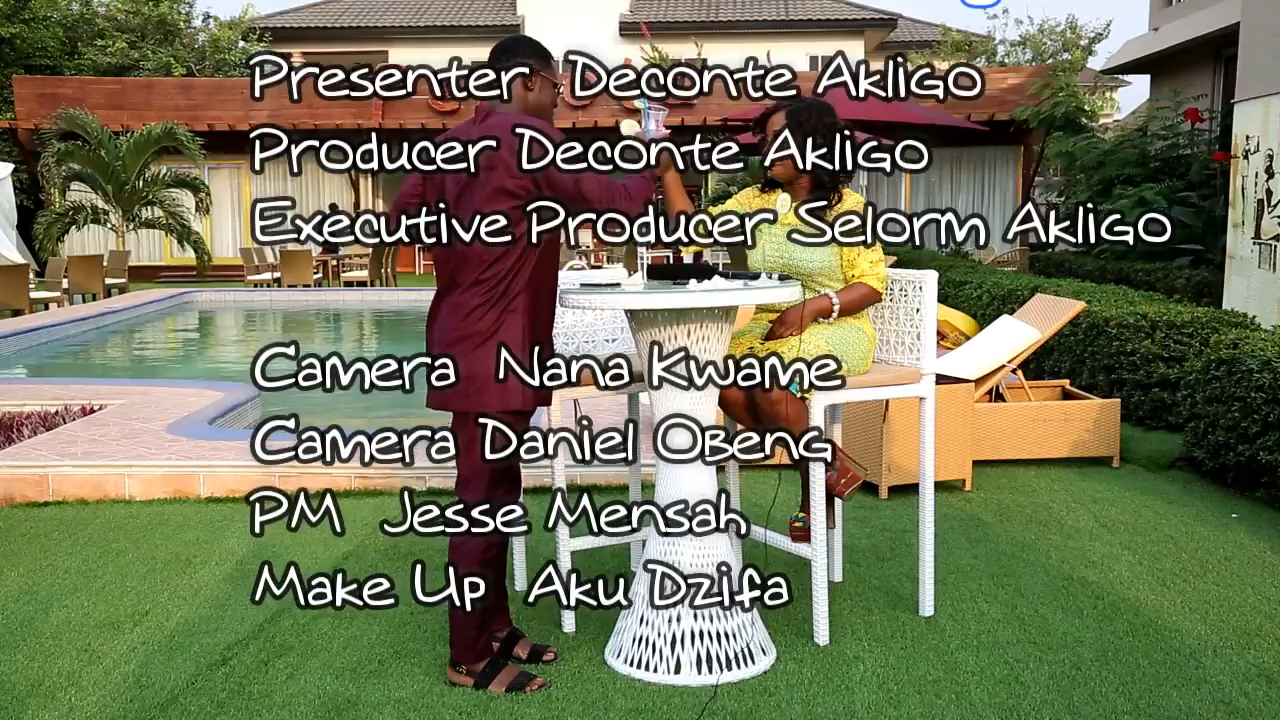 Presenter Deconte Akligo
Producer Deconte Akligo
Executive Producer Selorm Akligo
Camera Nana Kwame
Camera Daniel Obeng
PM Jesse Mensah
Make Up Aku Dzifa